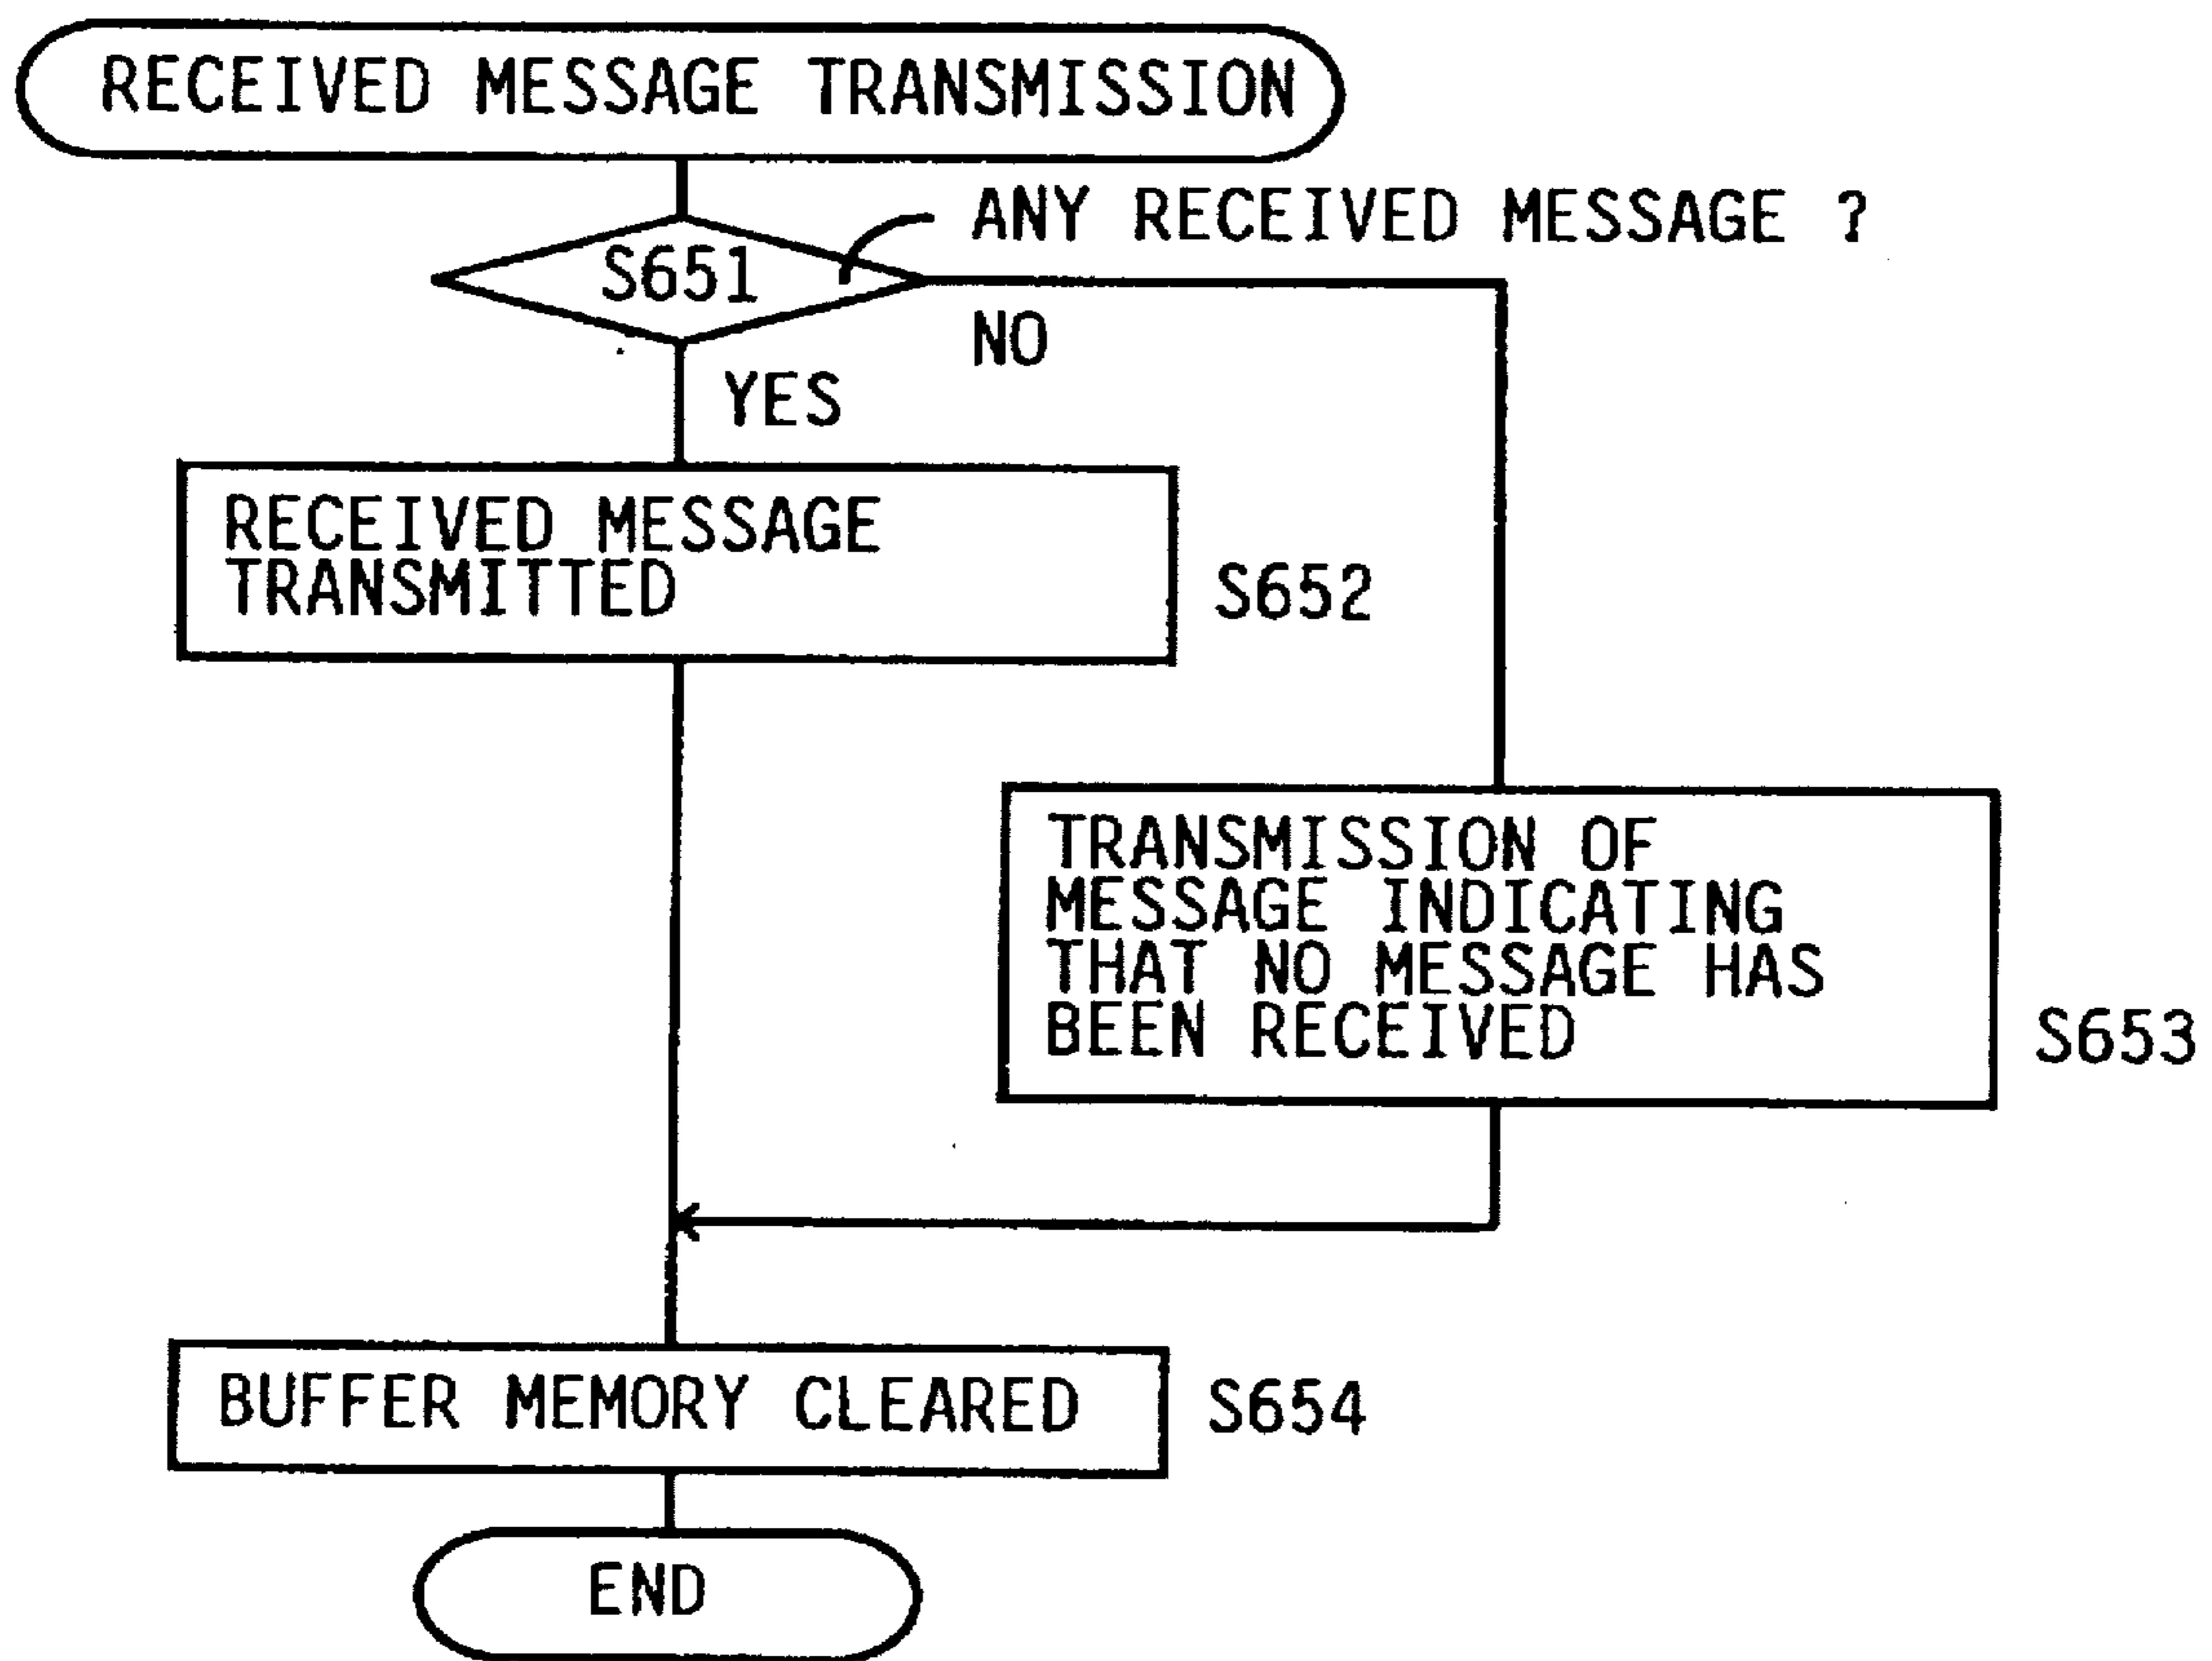 RECEIVED MESSAGE TRANSMISSION
ANY RECEIVED MESSAGE ?
S651
NO
YES
RECEIVED MESSAGE
TRANSMITTED
S652
TRANSMISSION OF
MESSAGE INDICATING
THAT NO MESSAGE HAS
BEEN RECEIVED
S653
BUFFER MEMORY CLEARED
S654
END